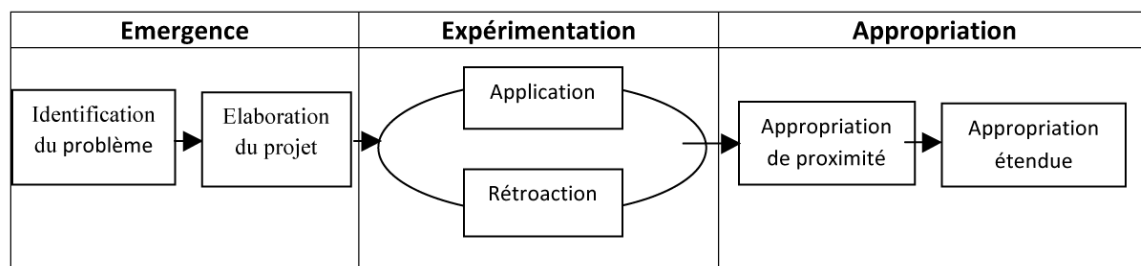 Emergence
Expérimentation
Appropriation
Identification
du problème
Elaboration
du projet
Application
Rétroaction
Appropriation
de proximité
Appropriation
étendue